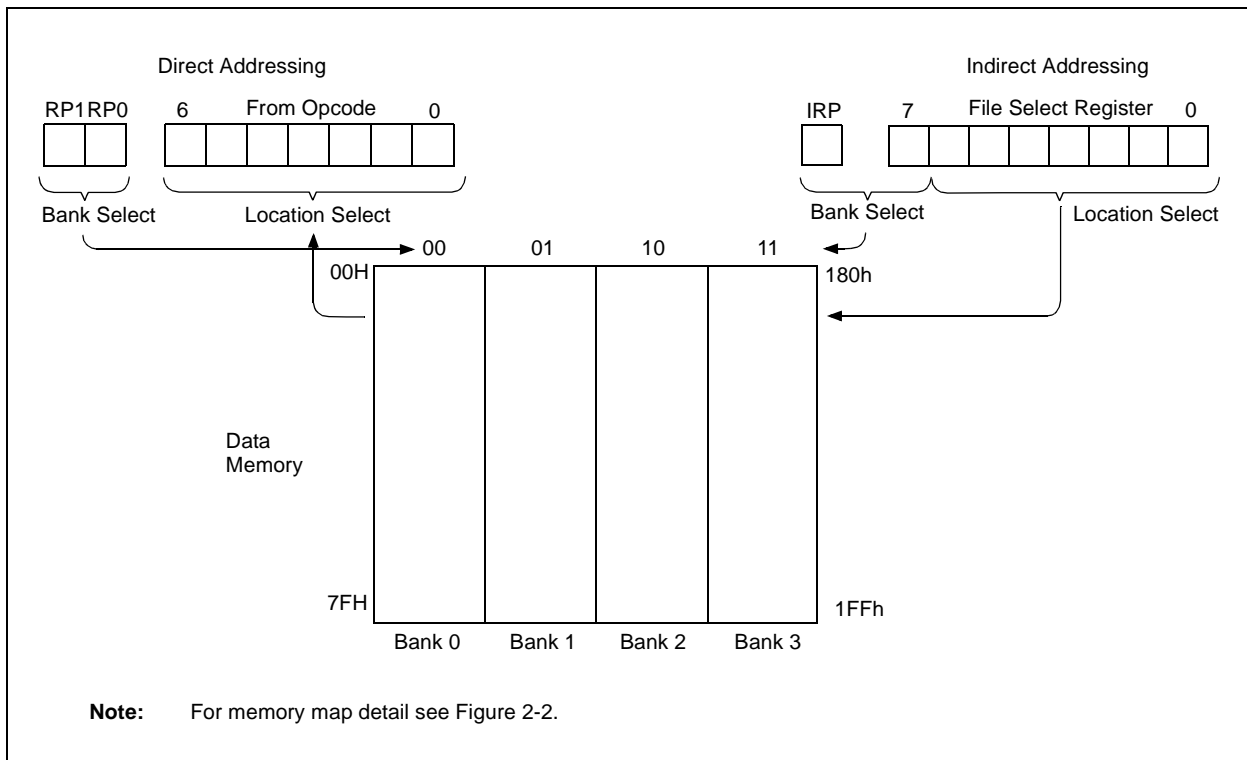 Direct Addressing
Indirect Addressing
RP1RP0 6 From Opcode 0
IRP 7 File Select Register 0
Bank Select Location Select
Bank Select Location Select
00 01 10 11
00H 180h
Data
Memory
7FH 1FFh
Bank 0 Bank 1 Bank 2 Bank 3
Note: For memory map detail see Figure 2-2.